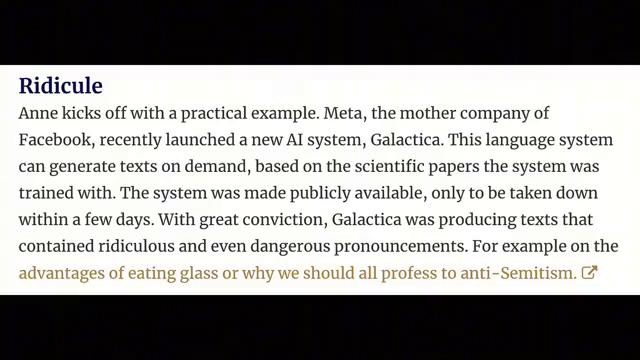 Ridicule
Anne kicks off with a practical example. Meta, the mother company of
Facebook, recently launched a new AI system, Galactica. This language system
can generate texts on demand, based on the scientific papers the system was
trained with. The system was made publicly available, only to be taken down
within a few days. With great conviction, Galactica was producing texts that
contained ridiculous and even dangerous pronouncements. For example on the
advantages of eating glass or why we should all profess to anti-Semitism.